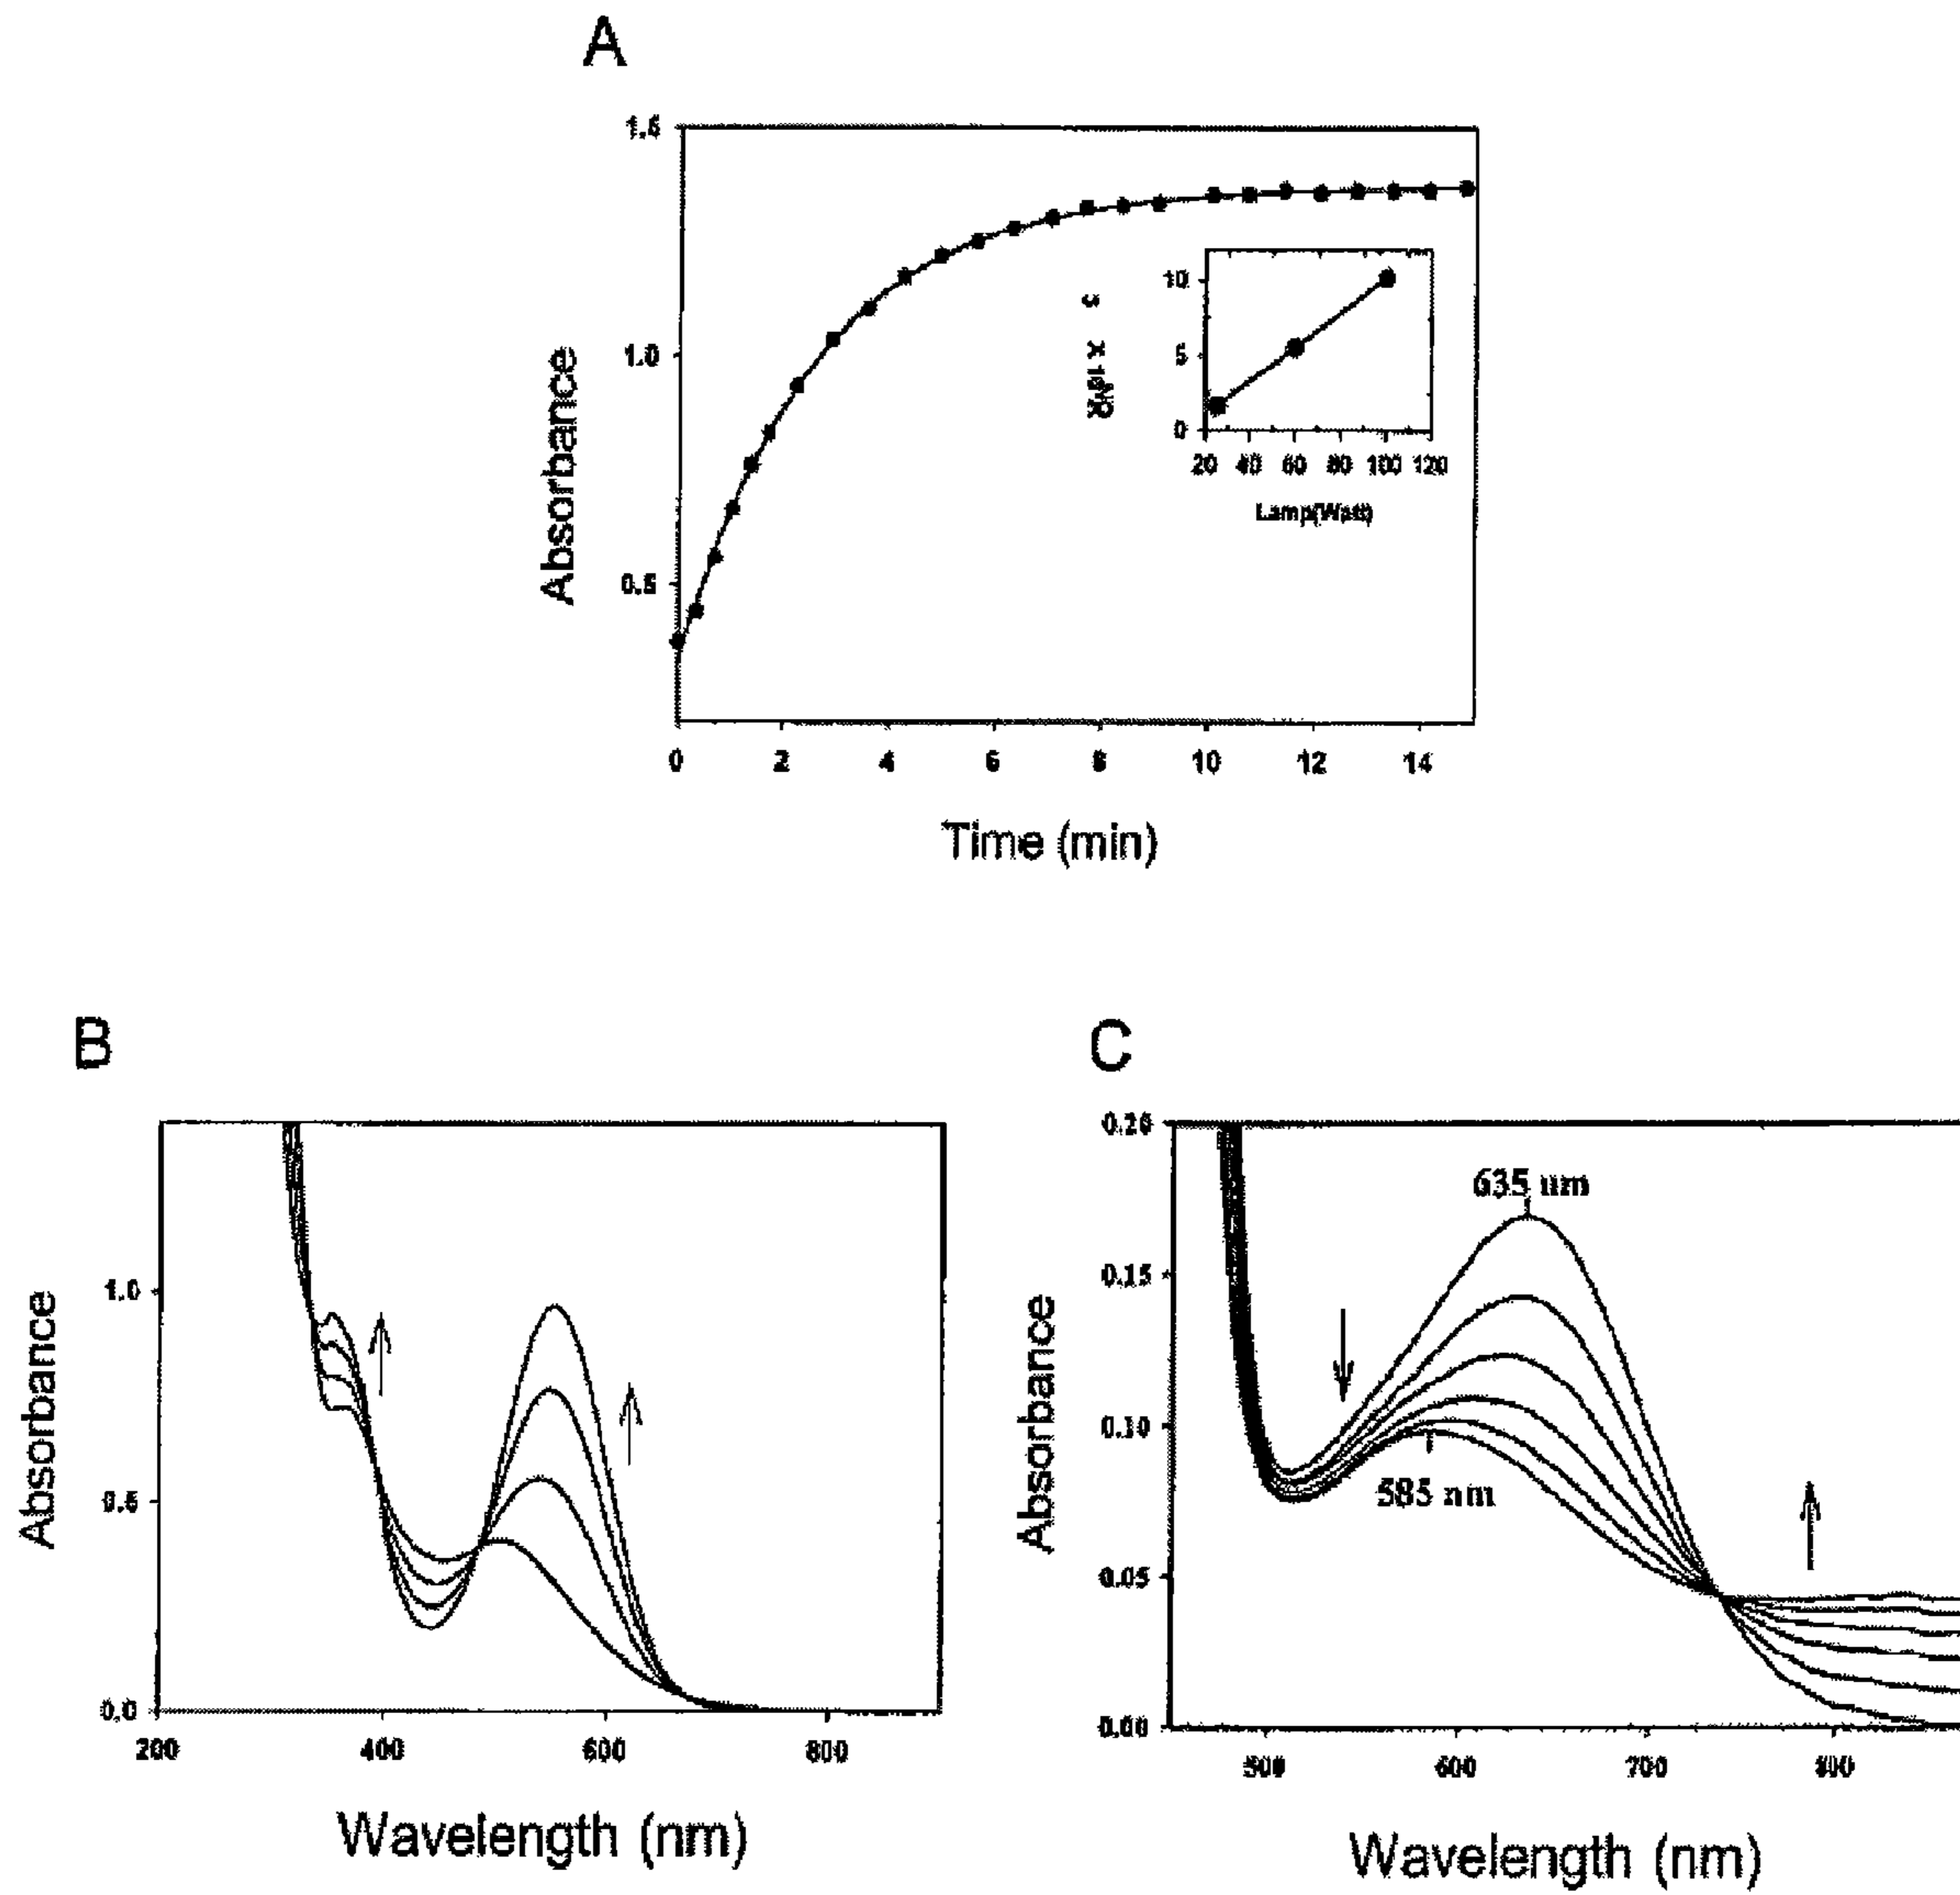 A
1.5
1.0
0.5
Absorbance
10
5
0
20 40 60 80 100 120
Lamp(Watt)
0 2 4 6 8 10 12 14
Time (min)
B
1.0
0.5
0.0
Absorbance
200 400 600 800
Wavelength (nm)
C
0.20
0.15
0.10
0.05
0.00
Absorbance
635 nm
585 nm
500 600 700 800
Wavelength (nm)